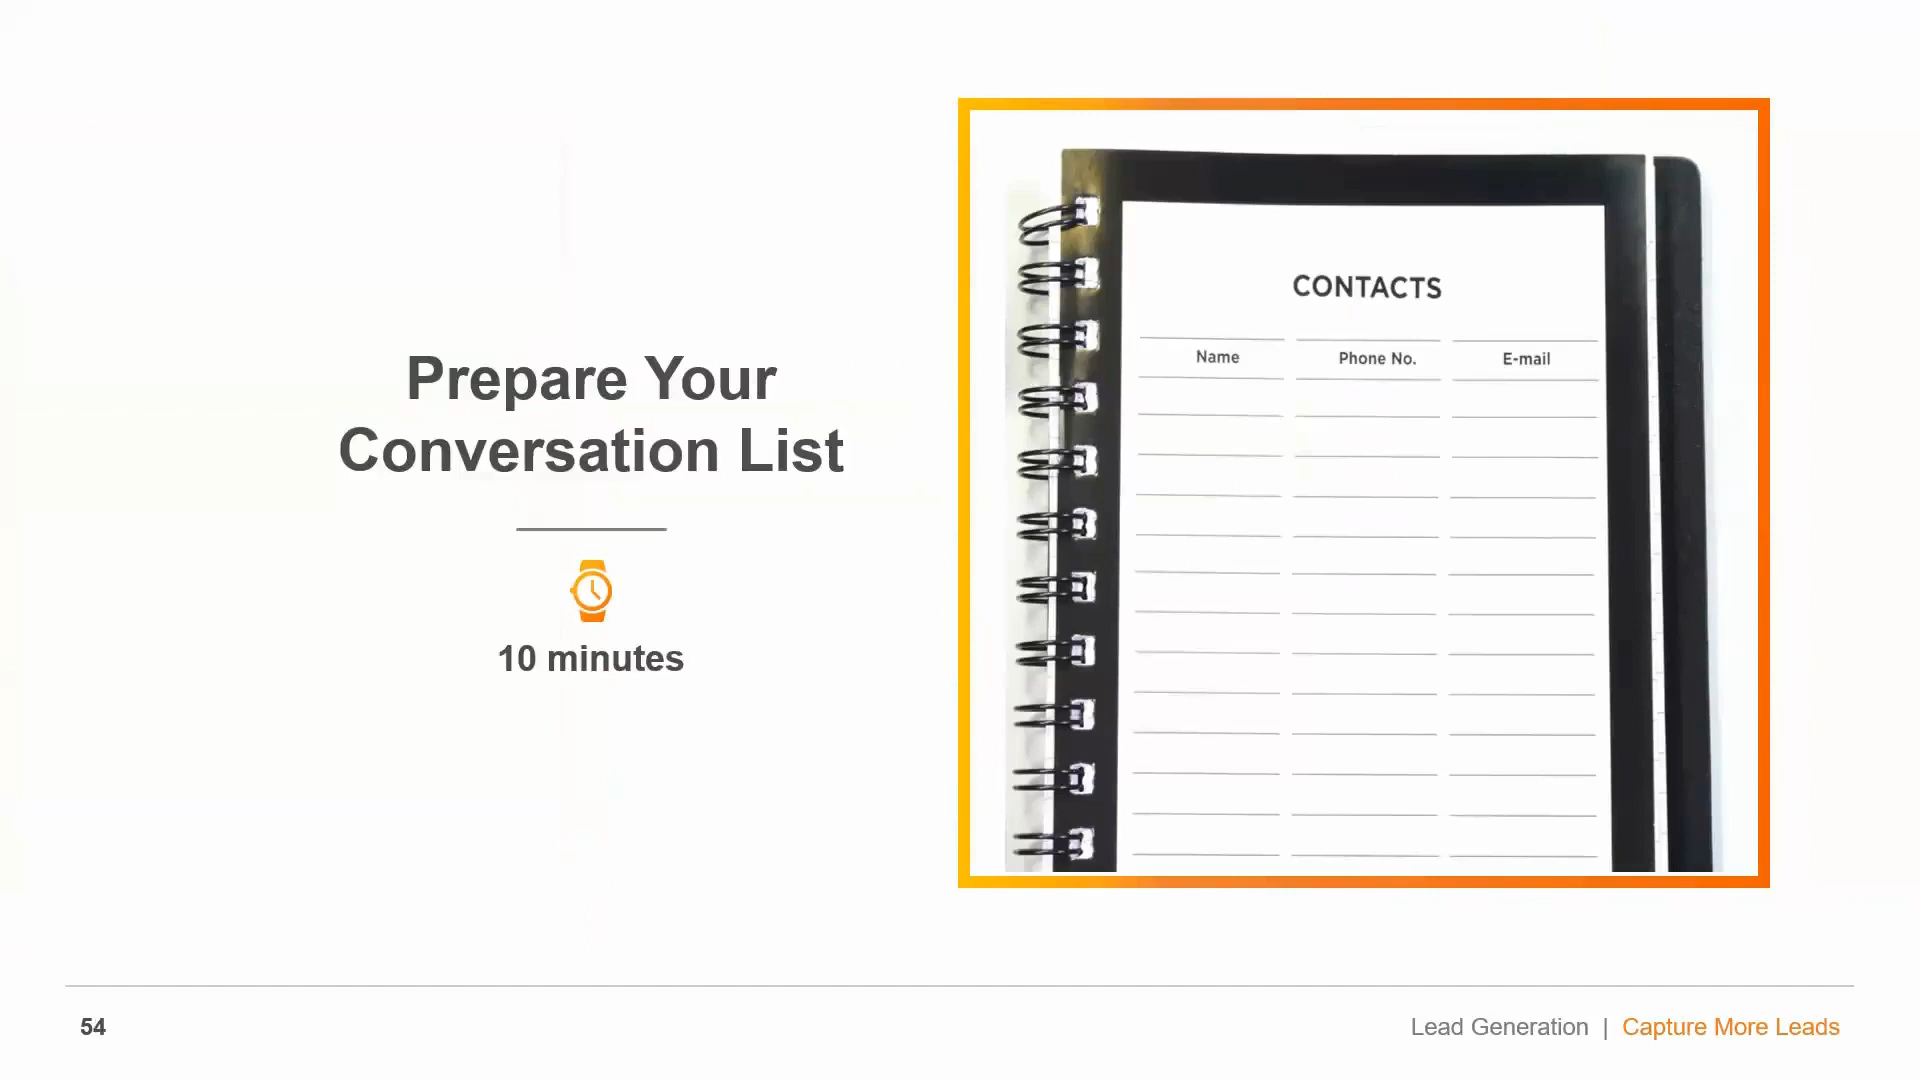 Prepare Your
Conversation List
10 minutes
CONTACTS
Name Phone No. E-mail
54
Lead Generation | Capture More Leads